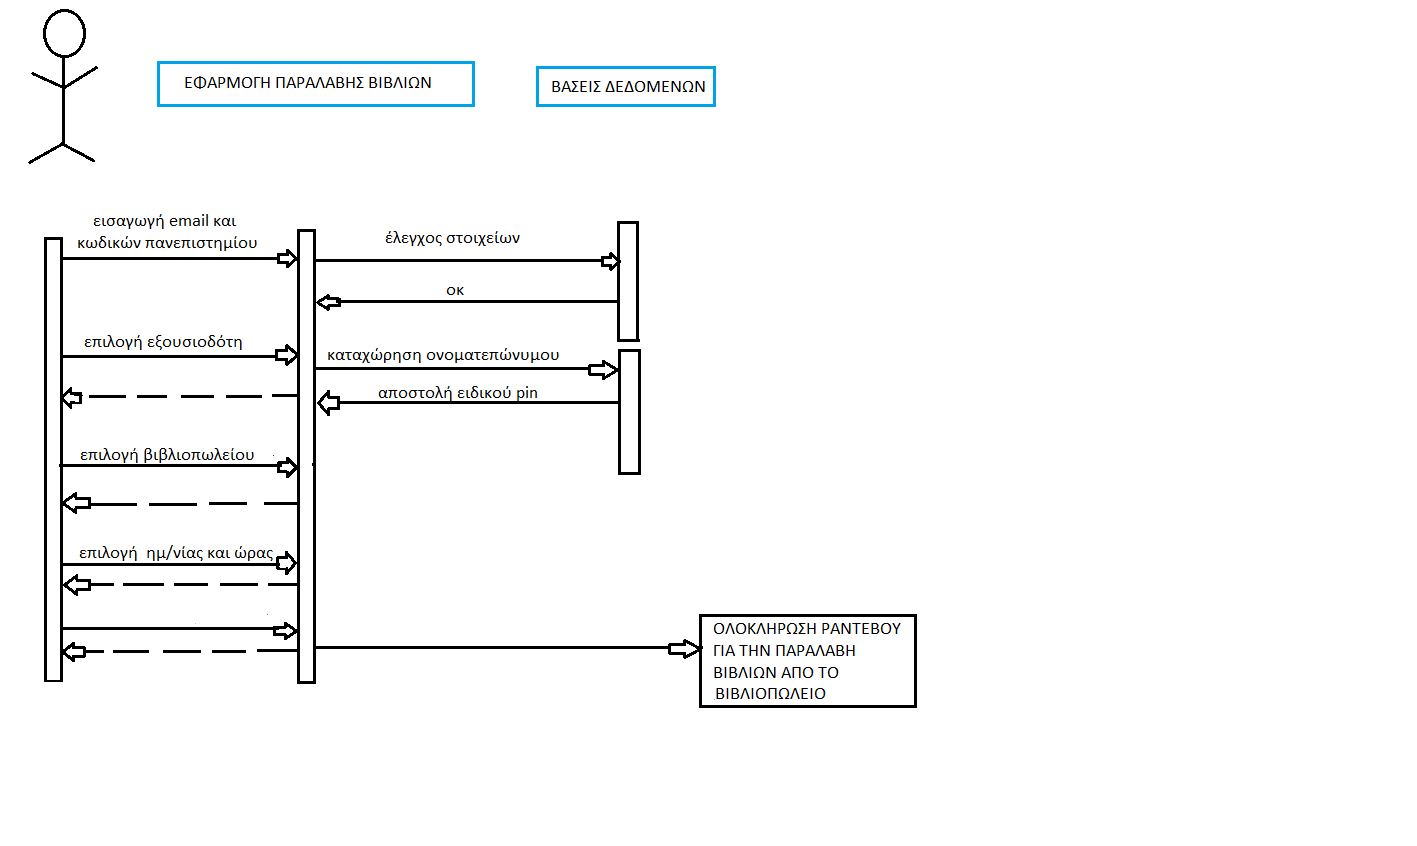 ΕΦΑΡΜΟΓΗ ΠΑΡΑΛΑΒΗΣ ΒΙΒΛΙΩΝ
ΒΑΣΕΙΣ ΔΕΔΟΜΕΝΩΝ
εισαγωγή email και
κωδικών πανεπιστημίου
έλεγχος στοιχείων
οκ
επιλογή εξουσιοδότη
καταχώρηση ονοματεπώνυμου
αποστολή ειδικού pin
επιλογή βιβλιοπωλείου
επιλογή ημ/νίας και ώρας
ΟΛΟΚΛΗΡΩΣΗ ΡΑΝΤΕΒΟΥ
ΓΙΑ ΤΗΝ ΠΑΡΑΛΑΒΗ
ΒΙΒΛΙΩΝ ΑΠΟ ΤΟ
ΒΙΒΛΙΟΠΩΛΕΙΟ